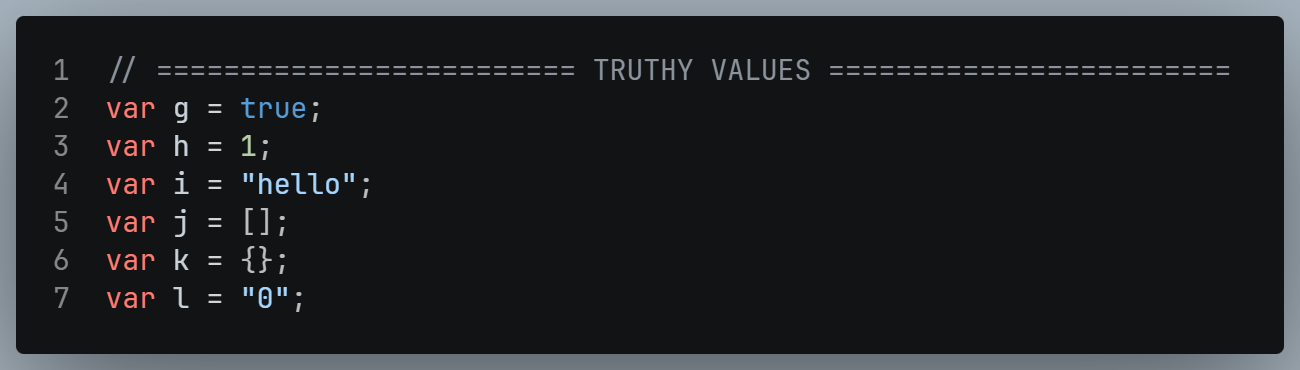 1 // ========================= TRUTHY VALUES ========================
2 var g = true;
3 var h = 1;
4 var i = "hello";
5 var j = [];
6 var k = {};
7 var l = "0";